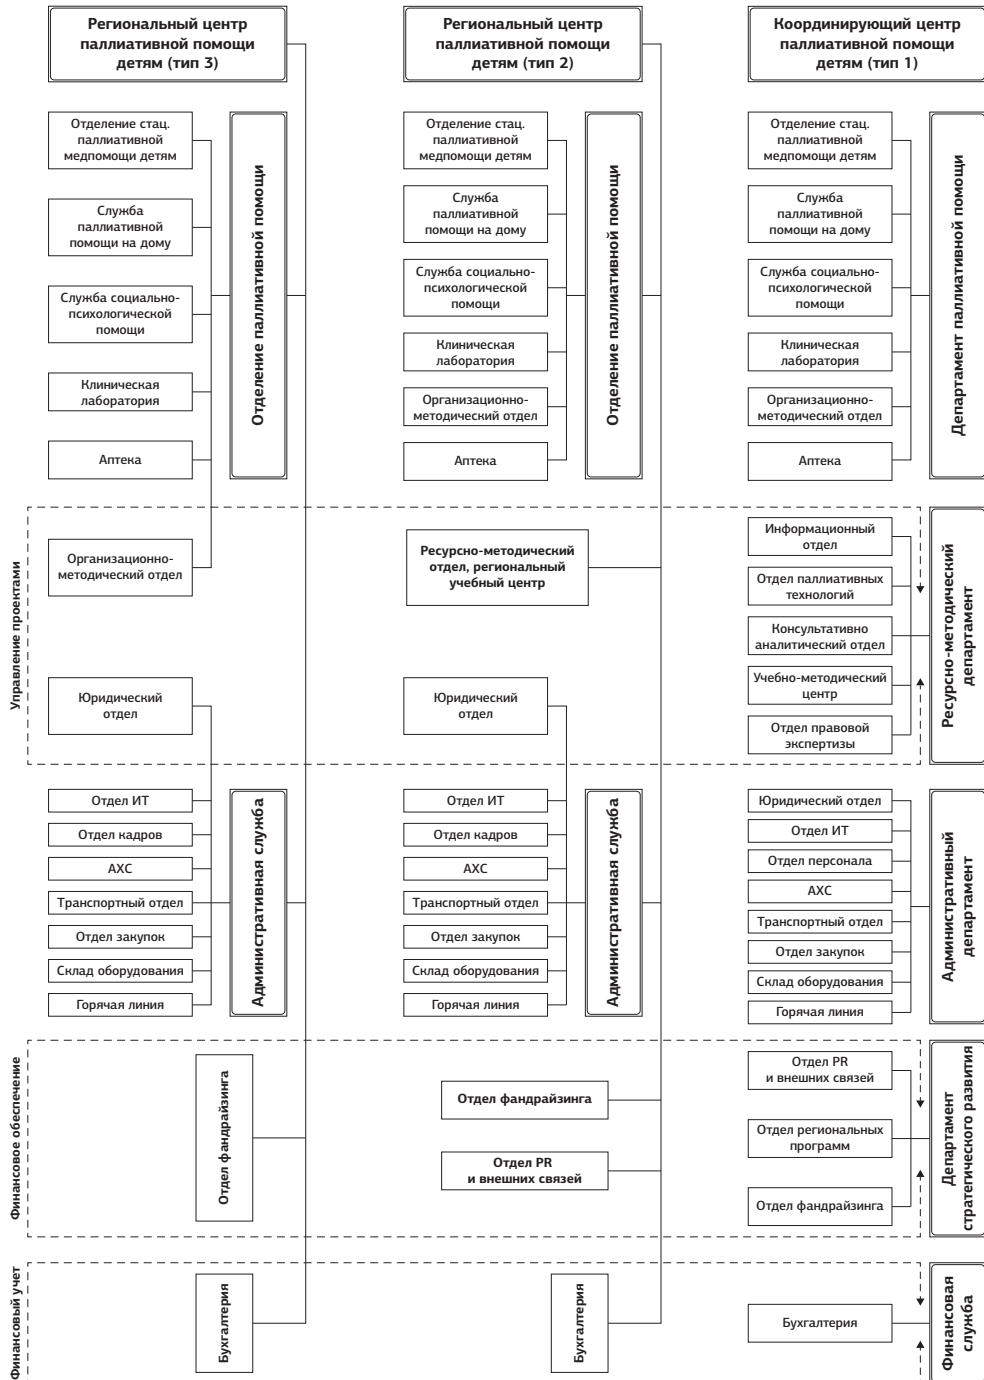 Региональный центр
паллиативной помощи
детям (тип 3)
Региональный центр
паллиативной помощи
детям (тип 2)
Координирующий центр
паллиативной помощи
детям (тип 1)
Отделение стац.
паллиативной
медпомощи детям
Служба
паллиативной
помощи на дому
Служба социально-
психологической
помощи
Клиническая
лаборатория
Аптека
Отделение паллиативной помощи
Отделение стац.
паллиативной
медпомощи детям
Служба
паллиативной
помощи на дому
Служба социально-
психологической
помощи
Клиническая
лаборатория
Организационно-
методический отдел
Аптека
Отделение паллиативной помощи
Отделение стац.
паллиативной
медпомощи детям
Служба
паллиативной
помощи на дому
Служба социально-
психологической
помощи
Клиническая
лаборатория
Организационно-
методический отдел
Аптека
Департамент паллиативной помощи
Управление проектами
Организационно-
методический отдел
Юридический
отдел
Ресурсно-методический
отдел, региональный
учебный центр
Юридический
отдел
Информационный
отдел
Отдел паллиативных
технологий
Консультативно
аналитический отдел
Учебно-методический
центр
Отдел правовой
экспертизы
Ресурсно-методический
департамент
Отдел ИТ
Отдел кадров
АХС
Транспортный отдел
Отдел закупок
Склад оборудования
Горячая линия
Административная служба
Отдел ИТ
Отдел кадров
АХС
Транспортный отдел
Отдел закупок
Склад оборудования
Горячая линия
Административная служба
Юридический отдел
Отдел ИТ
Отдел персонала
АХС
Транспортный отдел
Отдел закупок
Склад оборудования
Горячая линия
Административный
департамент
Финансовое обеспечение
Отдел фандрайзинга
Отдел фандрайзинга
Отдел PR
и внешних связей
Отдел PR
и внешних связей
Отдел региональных
программ
Отдел фандрайзинга
Департамент
стратегического развития
Финансовый учет
Бухгалтерия
Бухгалтерия
Бухгалтерия
Финансовая
служба